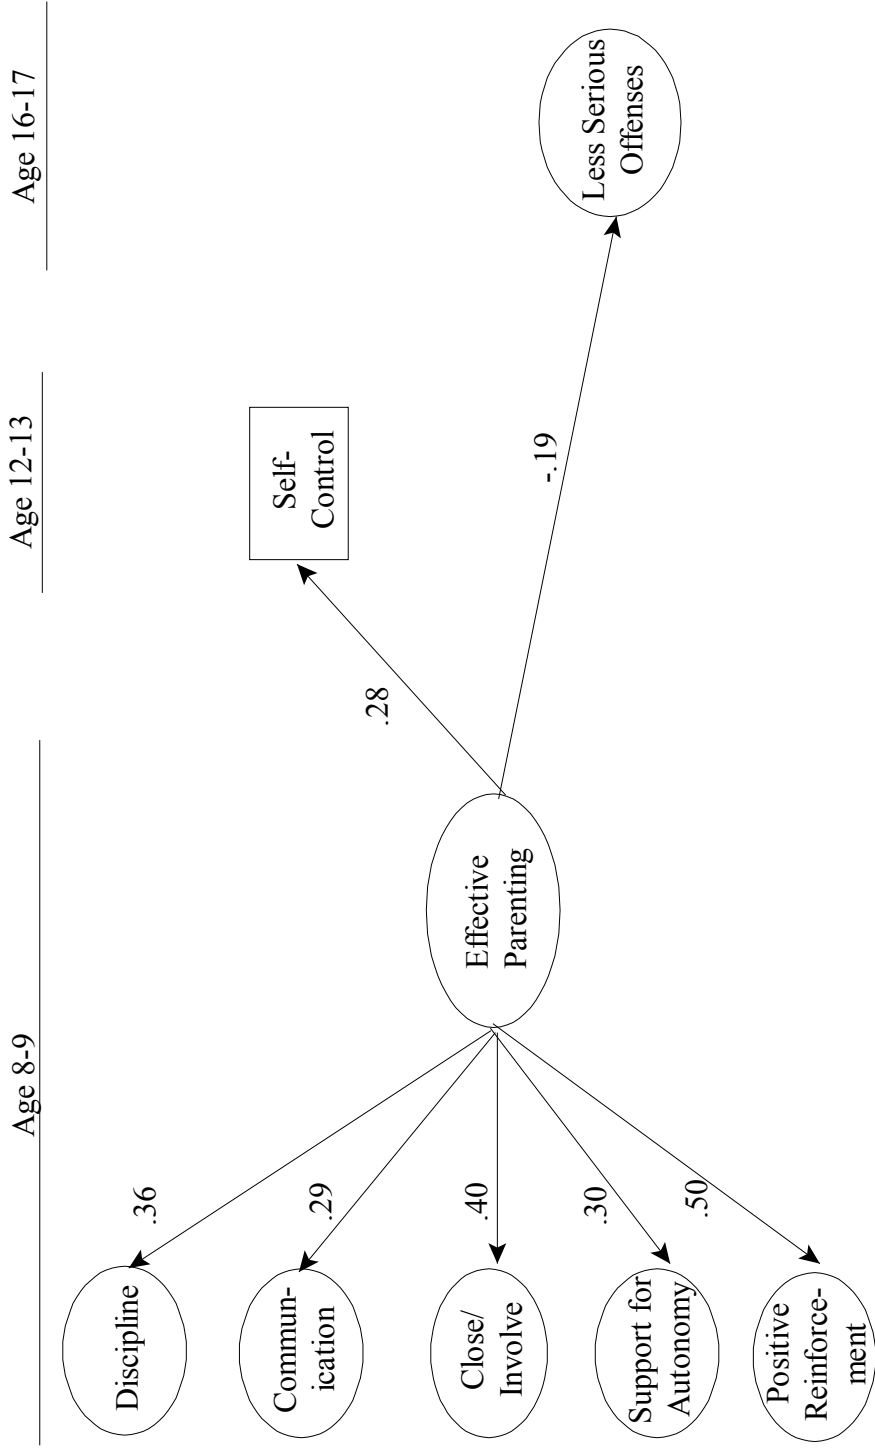 Age 8-9
Age 12-13
Age 16-17
Discipline
Commun-
ication
Close/
Involve
Support for
Autonomy
Positive
Reinforce-
ment
.36
.29
.40
.30
.50
Effective
Parenting
.28
-.19
Self-
Control
Less Serious
Offenses